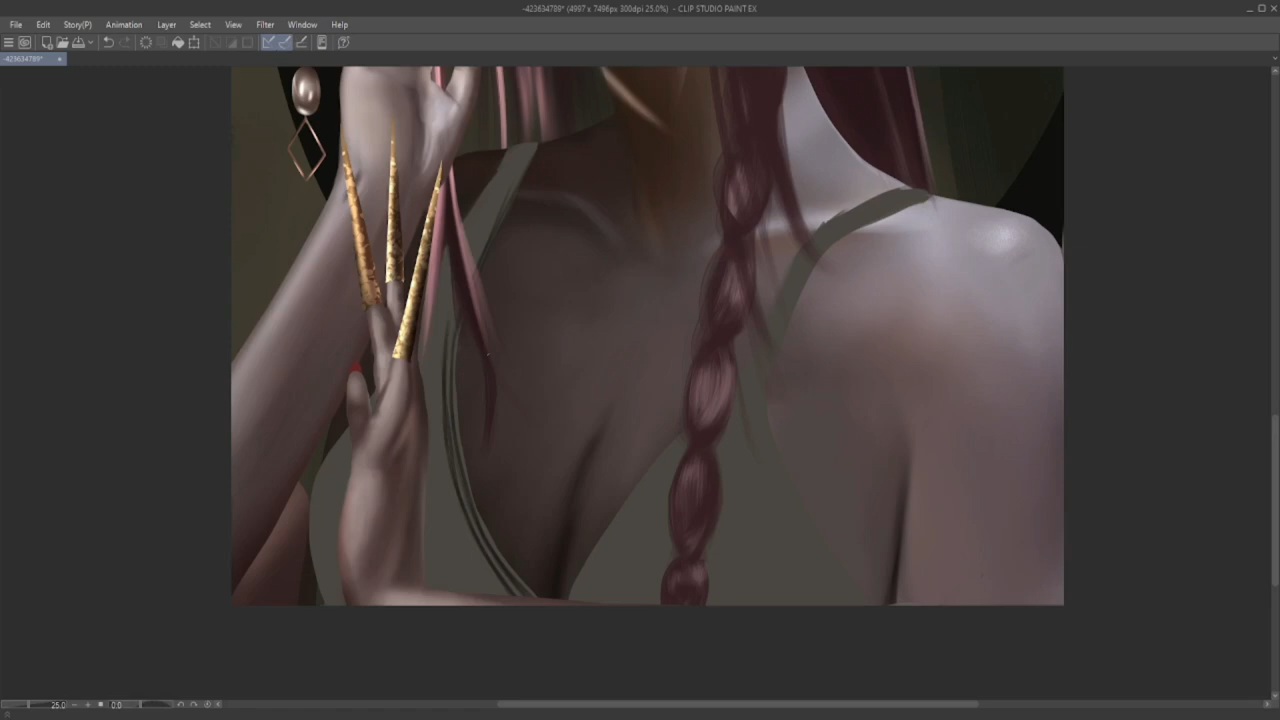 -423634789* (4997 x 7496px 300dpi 25.0%) - CLIP STUDIO PAINT EX
File Edit Story(P) Animation Layer Select View Filter Window Help
-423634789*
25.0 0.0